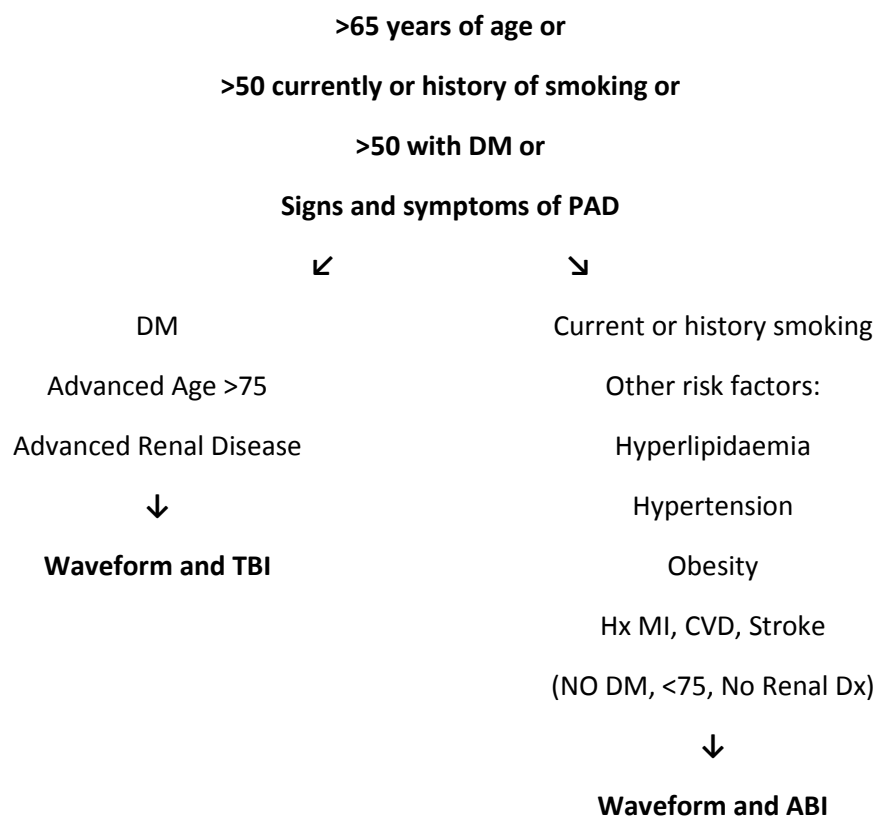 >65 years of age or
>50 currently or history of smoking or
>50 with DM or
Signs and symptoms of PAD
↙ ↘
DM
Advanced Age >75
Advanced Renal Disease
↓
Waveform and TBI
Current or history smoking
Other risk factors:
Hyperlipidaemia
Hypertension
Obesity
Hx MI, CVD, Stroke
(NO DM, <75, No Renal Dx)
↓
Waveform and ABI